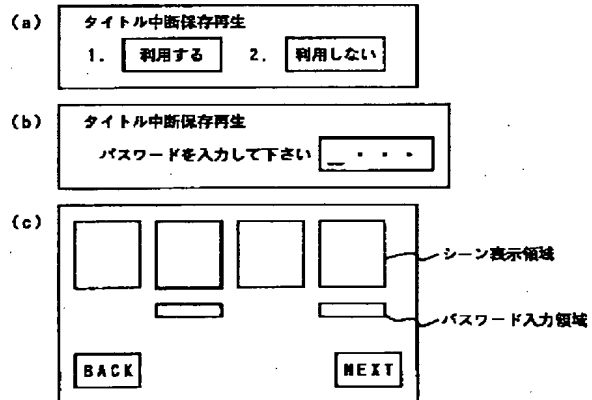 (a) タイトル中断保存再生
1. 利用する 2. 利用しない
(b) タイトル中断保存再生
パスワードを入力して下さい _ ・ ・ ・
(c)
シーン表示領域
パスワード入力領域
BACK NEXT